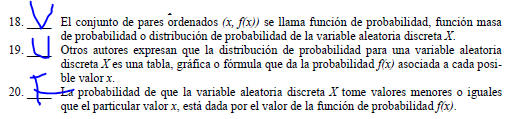 18. V El conjunto de pares ordenados (x, f(x)) se llama función de probabilidad, función masa
de probabilidad o distribución de probabilidad de la variable aleatoria discreta X.
19. U Otros autores expresan que la distribución de probabilidad para una variable aleatoria
discreta X es una tabla, gráfica o fórmula que da la probabilidad f(x) asociada a cada posi-
ble valor x.
20. F La probabilidad de que la variable aleatoria discreta X tome valores menores o iguales
que el particular valor x, está dada por el valor de la función de probabilidad f(x).